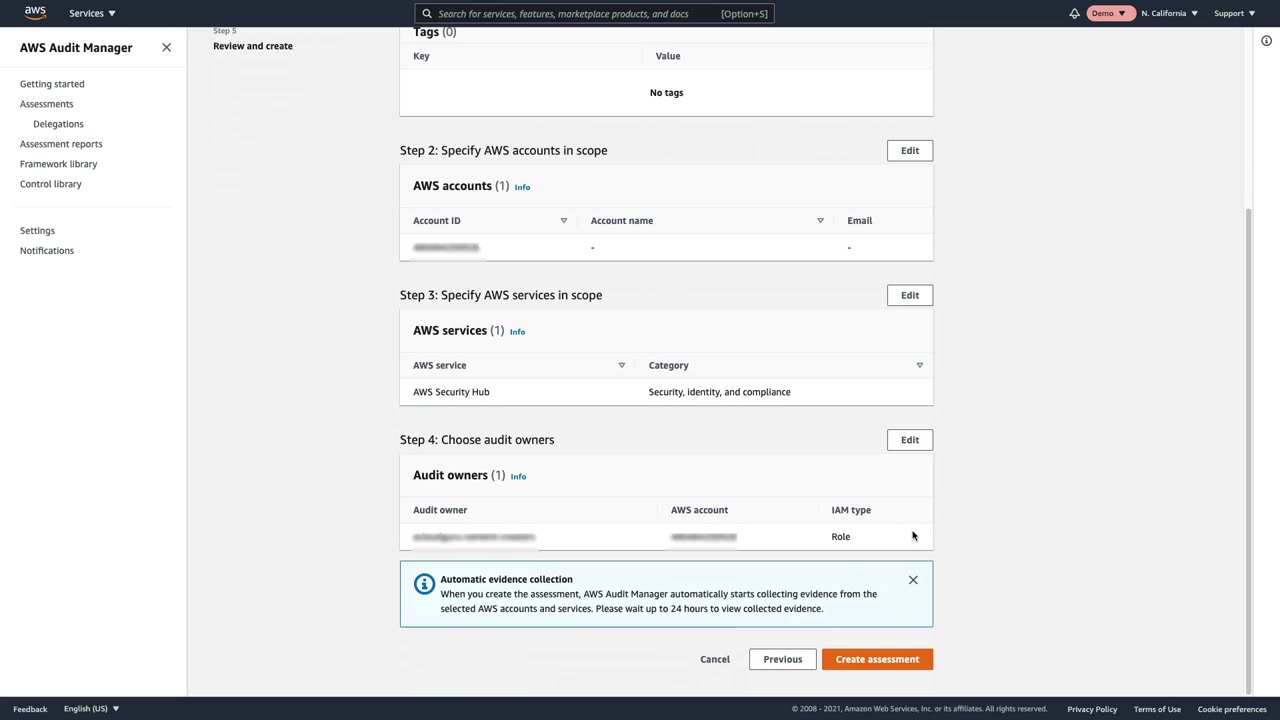 aws
Services ▼
Search for services, features, marketplace products, and docs [Option+S]
Demo ▼
N. California ▼
Support ▼
AWS Audit Manager
Getting started
Assessments
Delegations
Assessment reports
Framework library
Control library
Settings
Notifications
Step 5
Review and create
Tags (0)
Key Value
No tags
Step 2: Specify AWS accounts in scope
Edit
AWS accounts (1) Info
Account ID Account name Email
- -
Step 3: Specify AWS services in scope
Edit
AWS services (1) Info
AWS service Category
AWS Security Hub Security, identity, and compliance
Step 4: Choose audit owners
Edit
Audit owners (1) Info
Audit owner AWS account IAM type
Role
Automatic evidence collection
When you create the assessment, AWS Audit Manager automatically starts collecting evidence from the
selected AWS accounts and services. Please wait up to 24 hours to view collected evidence.
Cancel Previous Create assessment
Feedback English (US) ▼ © 2008 - 2021, Amazon Web Services, Inc. or its affiliates. All rights reserved. Privacy Policy Terms of Use Cookie preferences